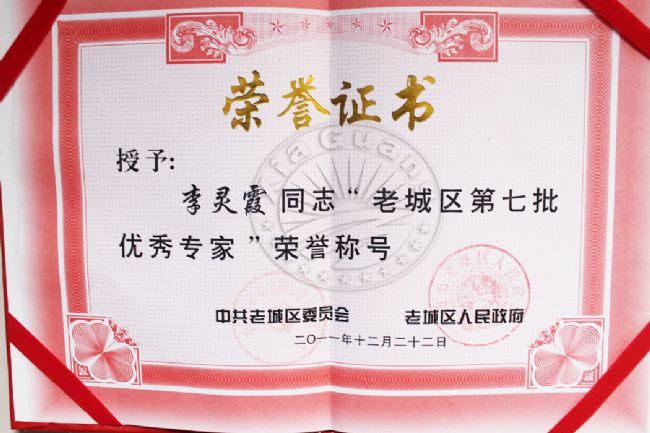 荣誉证书
授予:
李灵霞同志“老城区第七批
优秀专家”荣誉称号
中共老城区委员会 老城区人民政府
二〇一一年十二月二十二日
Jia Guan